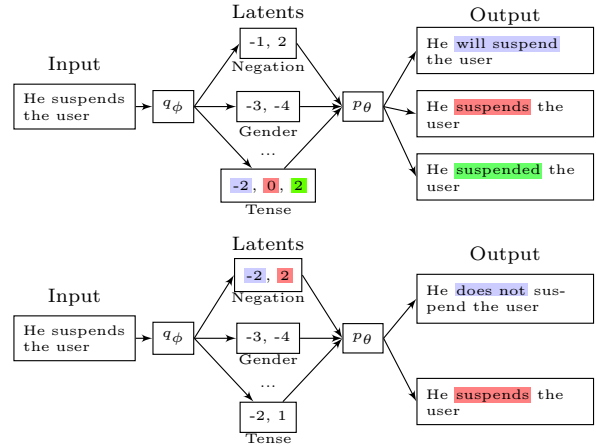 Latents
Output
Input
-1, 2
He will suspend
the user
Negation
He suspends
the user
qϕ
-3, -4
pθ
He suspends the
user
Gender
...
-2, 0, 2
He suspended the
user
Tense
Latents
Output
Input
-2, 2
He does not sus-
pend the user
Negation
He suspends
the user
qϕ
-3, -4
pθ
Gender
...
-2, 1
He suspends the
user
Tense